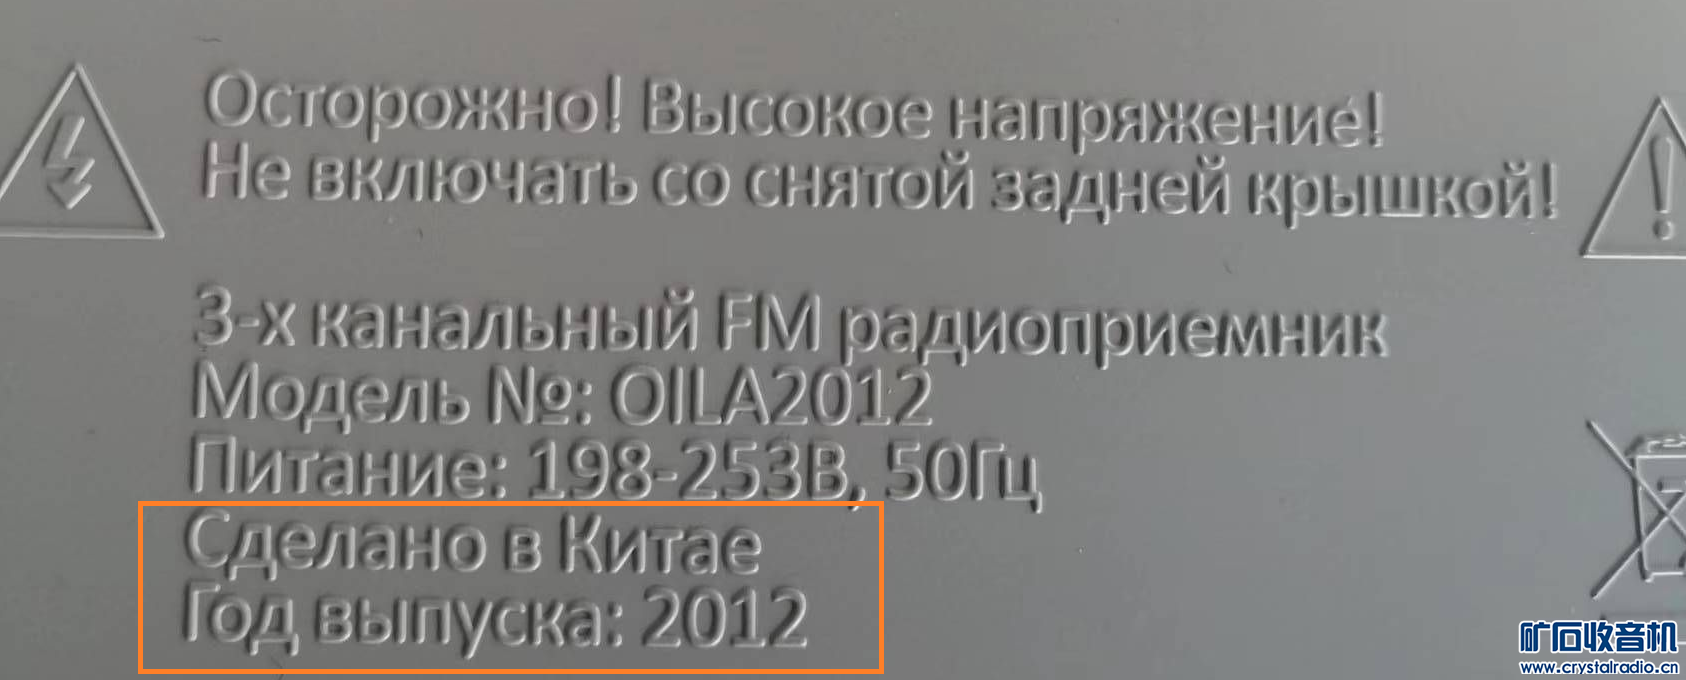 Осторожно! Высокое напряжение!
Не включать со снятой задней крышкой!
3-х канальный FM радиоприемник
Модель №: OILA2012
Питание: 198-253В, 50Гц
Сделано в Китае
Год выпуска: 2012
矿石收音机
www.crystalradio.cn